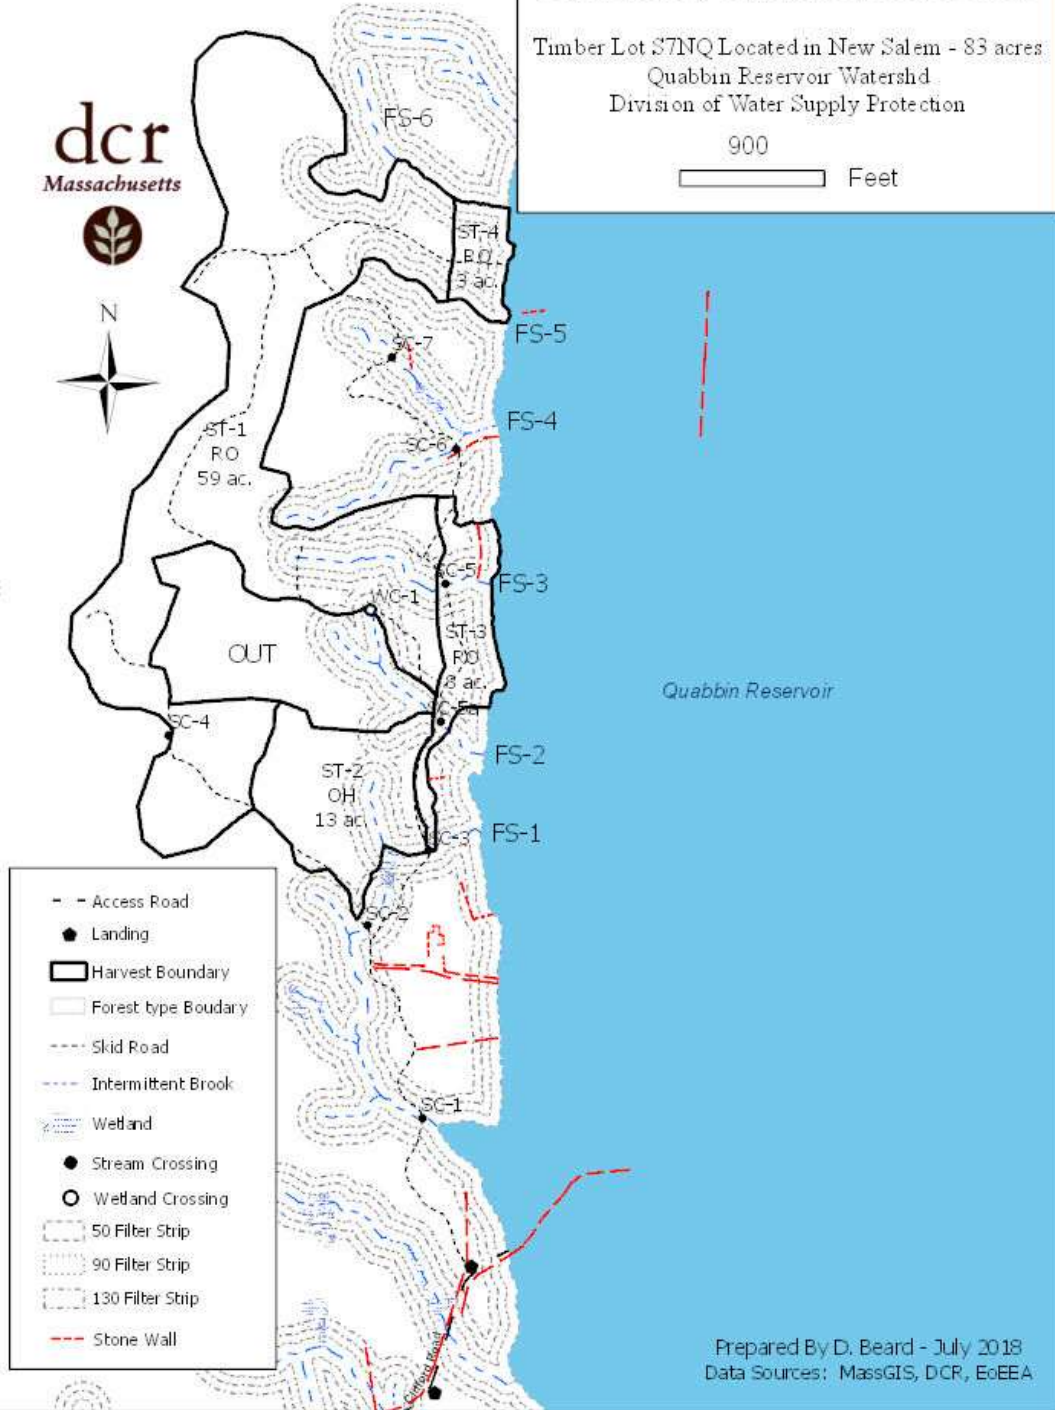 Timber Lot S7NQ Located in New Salem - 83 acres
Quabbin Reservoir Watershd
Division of Water Supply Protection
900
Feet
dcr
Massachusetts
N
FS-6
ST-4
RO
3 ac.
FS-5
SC-7
FS-4
SC-6
ST-1
RO
59 ac.
SC-5
FS-3
WC-1
ST-3
RO
8 ac.
OUT
Quabbin Reservoir
C-5a
SC-4
FS-2
ST-2
OH
13 ac.
SC-3
FS-1
SC-2
SC-1
Access Road
Landing
Harvest Boundary
Forest type Boudary
Skid Road
Intermittent Brook
Wetland
Stream Crossing
Wetland Crossing
50 Filter Strip
90 Filter Strip
130 Filter Strip
Stone Wall
Clifford Road
Prepared By D. Beard - July 2018
Data Sources: MassGIS, DCR, EoEEA